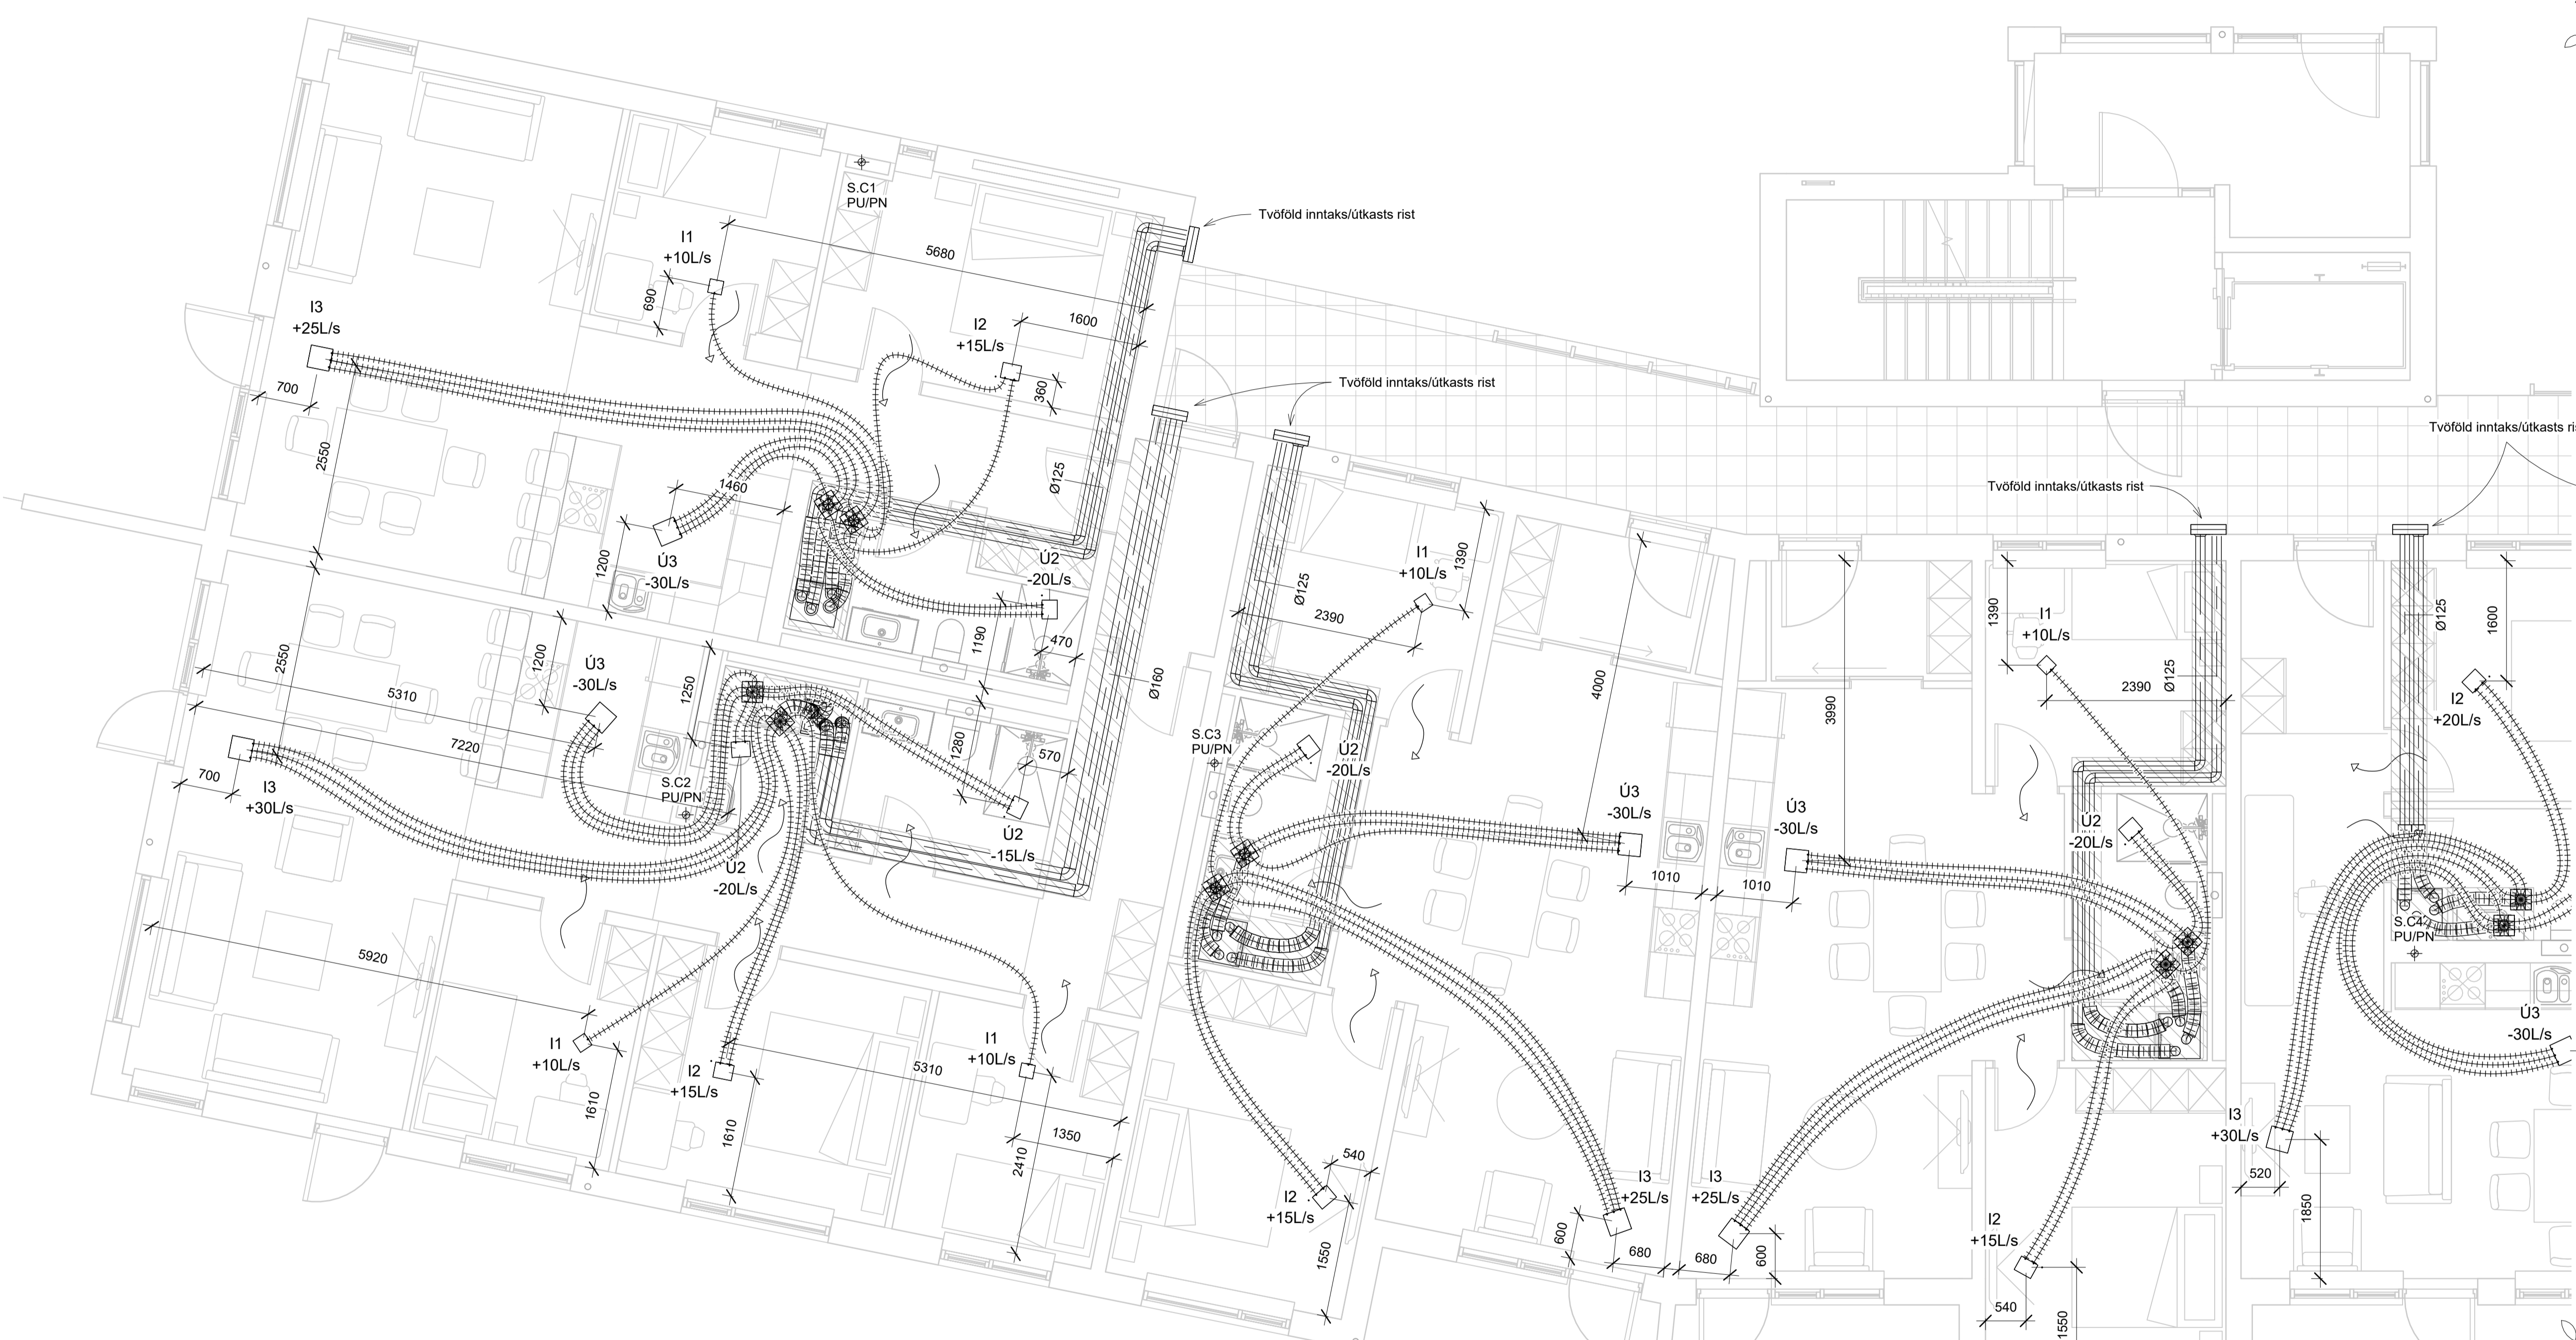 S.C1
PU/PN
Tvöföld inntaks/útkasts rist
I1
+10L/s
5680
690
I3
+25L/s
I2
+15L/s
1600
360
700
2550
Tvöföld inntaks/útkasts rist
1460
Ø125
1200
Ú3
-30L/s
Ú2
-20L/s
1190
470
Ø160
Ø125
2390
I1
+10L/s
1390
4000
Tvöföld inntaks/útkasts rist
Tvöföld inntaks/útkasts
3990
1390
I1
+10L/s
2390
Ø125
Ø125
1600
I2
+20L/s
2550
1200
Ú3
-30L/s
5310
1250
7220
700
I3
+30L/s
S.C2
PU/PN
1280
570
Ú2
-15L/s
Ú2
-20L/s
S.C3
PU/PN
Ú2
-20L/s
Ú3
-30L/s
Ú3
-30L/s
1010
1010
Ú2
-20L/s
S.C4
PU/PN
Ú3
-30L/s
5920
I1
+10L/s
1610
I2
+15L/s
1610
5310
I1
+10L/s
1350
2410
540
I2
+15L/s
1550
I3
+25L/s
600
680
I3
+25L/s
680
600
I2
+15L/s
540
1550
I3
+30L/s
520
1850